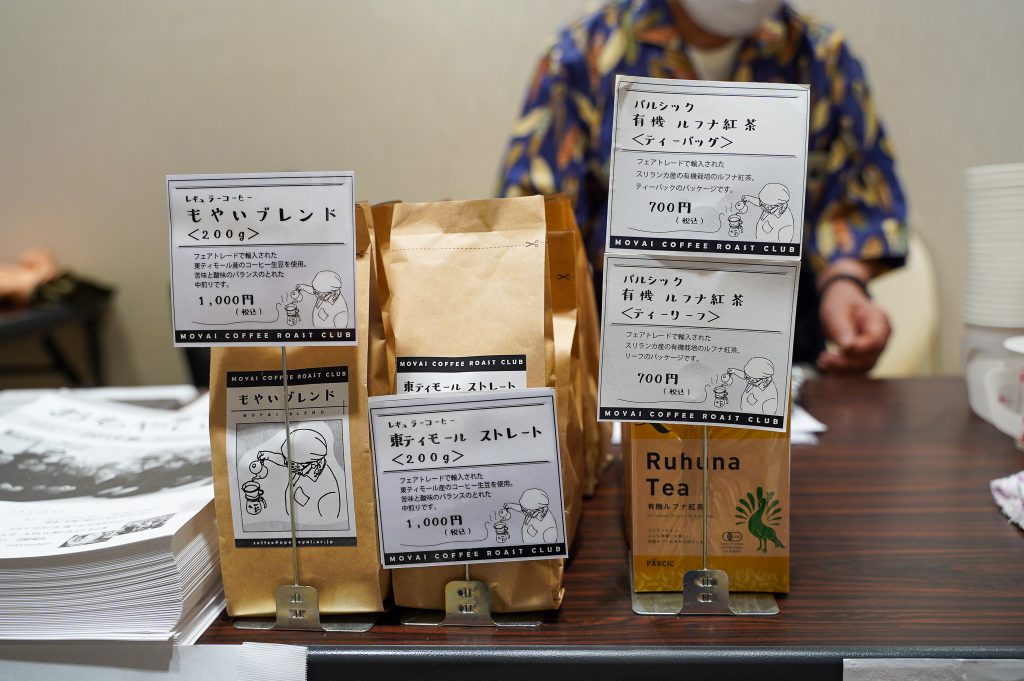 レギュラーコーヒー
もやいブレンド
<200g>
フェアトレードで輸入された
東ティモール産のコーヒー生豆を使用。
苦味と酸味のバランスのとれた
中煎りです。
1,000円
(税込)
MOYAI COFFEE ROAST CLUB
MOYAI COFFEE ROAST CLUB
もやいブレンド
MOYAI BLEND
MOYAI COFFEE ROAST CLUB
東ティモール ストレート
レギュラーコーヒー
東ティモール ストレート
<200g>
フェアトレードで輸入された
東ティモール産のコーヒー生豆を使用。
苦味と酸味のバランスのとれた
中煎りです。
1,000円
(税込)
MOYAI COFFEE ROAST CLUB
パルシック
有機 ルフナ紅茶
<ティーバッグ>
フェアトレードで輸入された
スリランカ産の有機栽培のルフナ紅茶、
ティーバックのパッケージです。
700円
(税込)
MOYAI COFFEE ROAST CLUB
パルシック
有機 ルフナ紅茶
<ティーリーフ>
フェアトレードで輸入された
スリランカ産の有機栽培のルフナ紅茶、
リーフのパッケージです。
700円
(税込)
MOYAI COFFEE ROAST CLUB
Ruhuna
Tea
有機ルフナ紅茶
PARCIC